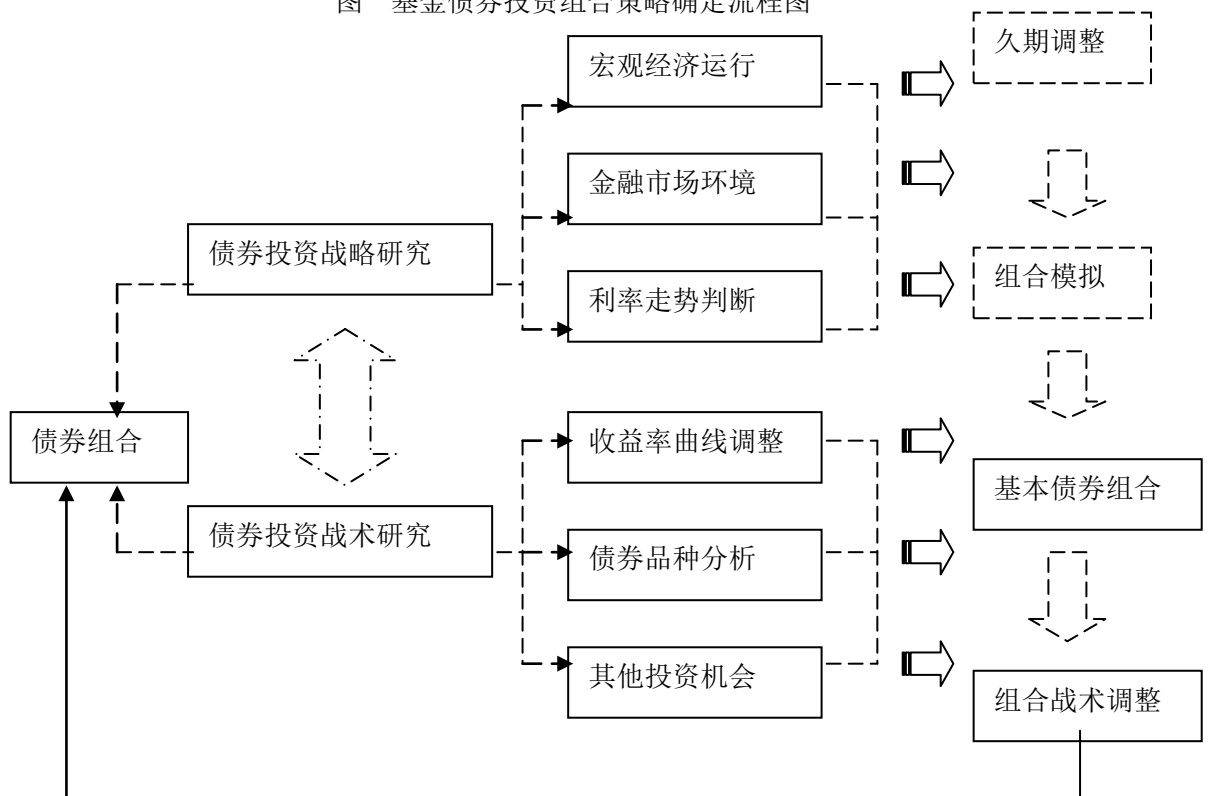 图 基金债券投资组合策略确定流程图
宏观经济运行
久期调整
金融市场环境
债券投资战略研究
利率走势判断
组合模拟
债券组合
收益率曲线调整
基本债券组合
债券投资战术研究
债券品种分析
其他投资机会
组合战术调整